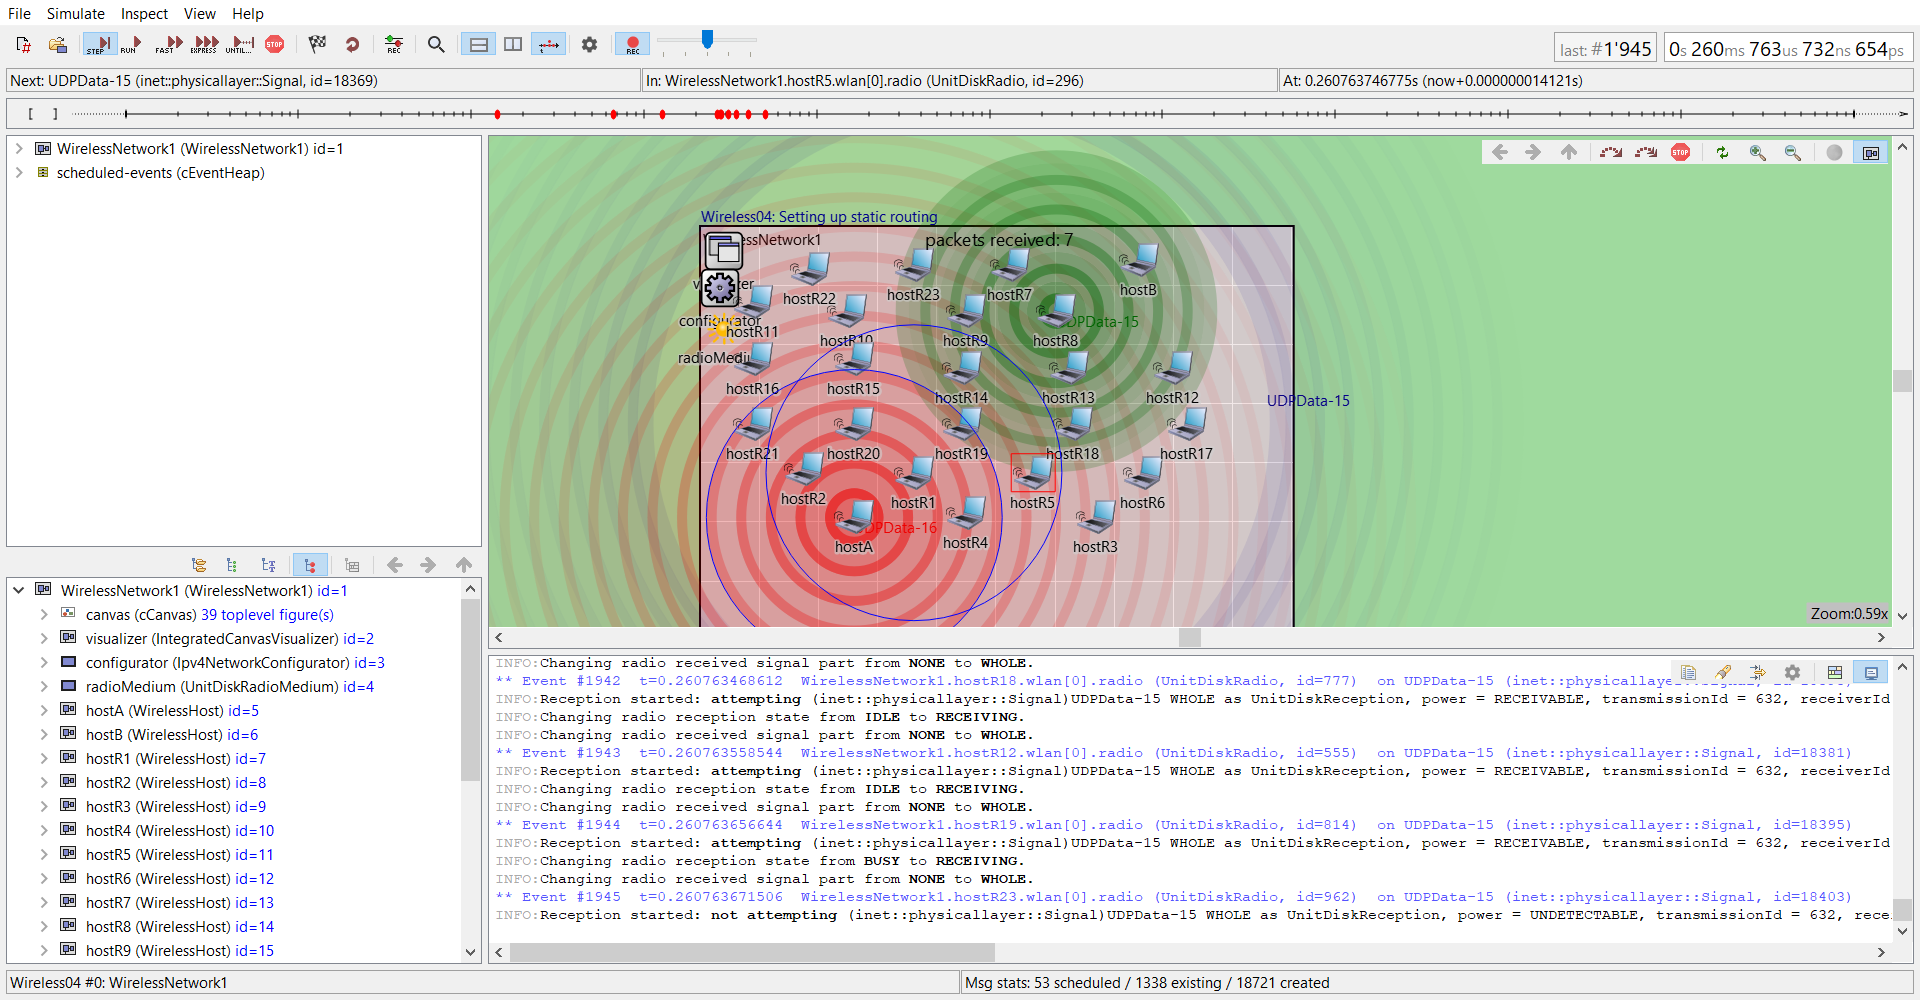 File Simulate Inspect View Help
STEP RUN FAST EXPRESS UNTIL... STOP REC REC
last: #1'945 0s 260ms 763us 732ns 654ps
Next: UDPData-15 (inet::physicallayer::Signal, id=18369) In: WirelessNetwork1.hostR5.wlan[0].radio (UnitDiskRadio, id=296) At: 0.260763746775s (now+0.000000014121s)
[ ]
WirelessNetwork1 (WirelessNetwork1) id=1
scheduled-events (cEventHeap)
STOP
Wireless04: Setting up static routing
packets received: 7
hostR22
hostR23
hostR7
hostB
configurator
hostR11
hostR10
hostR9
hostR8
UDPData-15
hostR16
hostR15
hostR14
hostR13
hostR12
UDPData-15
hostR21
hostR20
hostR19
hostR18
hostR17
hostR2
hostR1
hostR5
hostR6
UDPData-16
hostA
hostR4
hostR3
Zoom:0.59x
WirelessNetwork1 (WirelessNetwork1) id=1
canvas (cCanvas) 39 toplevel figure(s)
visualizer (IntegratedCanvasVisualizer) id=2
configurator (Ipv4NetworkConfigurator) id=3
radioMedium (UnitDiskRadioMedium) id=4
hostA (WirelessHost) id=5
hostB (WirelessHost) id=6
hostR1 (WirelessHost) id=7
hostR2 (WirelessHost) id=8
hostR3 (WirelessHost) id=9
hostR4 (WirelessHost) id=10
hostR5 (WirelessHost) id=11
hostR6 (WirelessHost) id=12
hostR7 (WirelessHost) id=13
hostR8 (WirelessHost) id=14
hostR9 (WirelessHost) id=15
INFO:Changing radio received signal part from NONE to WHOLE.
** Event #1942 t=0.260763468612 WirelessNetwork1.hostR18.wlan[0].radio (UnitDiskRadio, id=777) on UDPData-15 (inet::physicallayer::Signal,
INFO:Reception started: attempting (inet::physicallayer::Signal)UDPData-15 WHOLE as UnitDiskReception, power = RECEIVABLE, transmissionId = 632, receiverId
INFO:Changing radio reception state from IDLE to RECEIVING.
INFO:Changing radio received signal part from NONE to WHOLE.
** Event #1943 t=0.260763558544 WirelessNetwork1.hostR12.wlan[0].radio (UnitDiskRadio, id=555) on UDPData-15 (inet::physicallayer::Signal, id=18381)
INFO:Reception started: attempting (inet::physicallayer::Signal)UDPData-15 WHOLE as UnitDiskReception, power = RECEIVABLE, transmissionId = 632, receiverId
INFO:Changing radio reception state from IDLE to RECEIVING.
INFO:Changing radio received signal part from NONE to WHOLE.
** Event #1944 t=0.260763656644 WirelessNetwork1.hostR19.wlan[0].radio (UnitDiskRadio, id=814) on UDPData-15 (inet::physicallayer::Signal, id=18395)
INFO:Reception started: attempting (inet::physicallayer::Signal)UDPData-15 WHOLE as UnitDiskReception, power = RECEIVABLE, transmissionId = 632, receiverId
INFO:Changing radio reception state from BUSY to RECEIVING.
INFO:Changing radio received signal part from NONE to WHOLE.
** Event #1945 t=0.260763671506 WirelessNetwork1.hostR23.wlan[0].radio (UnitDiskRadio, id=962) on UDPData-15 (inet::physicallayer::Signal, id=18403)
INFO:Reception started: not attempting (inet::physicallayer::Signal)UDPData-15 WHOLE as UnitDiskReception, power = UNDETECTABLE, transmissionId = 632, rece
Wireless04 #0: WirelessNetwork1 Msg stats: 53 scheduled / 1338 existing / 18721 created